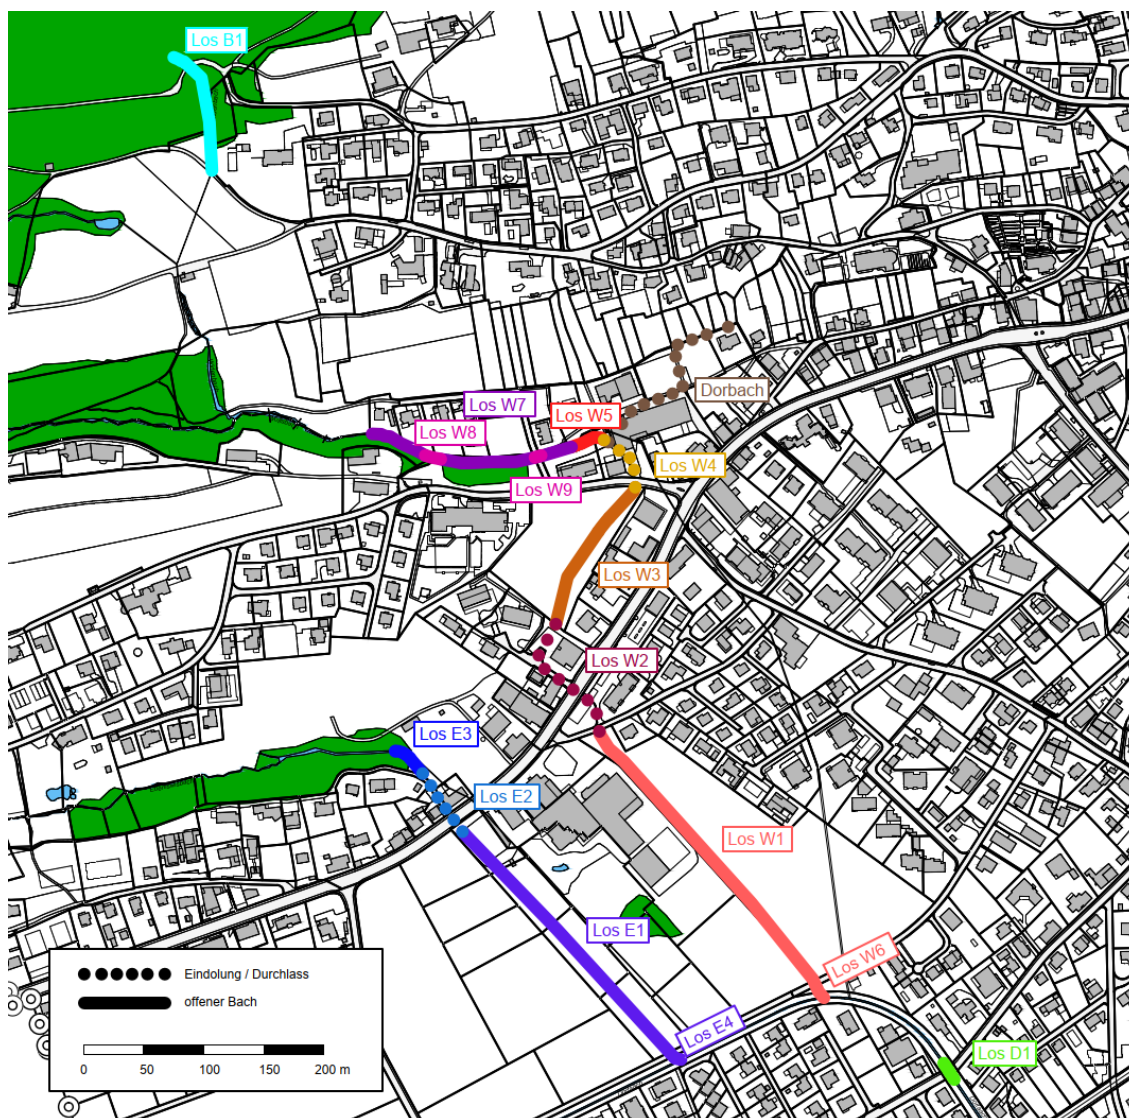 Los B1
Dorbach
Los W7
Los W5
Los W8
Los W4
Los W9
Los W3
Los W2
Los E3
Los E2
Los W1
Los E1
Los W6
Los E4
Los D1
Eindolung / Durchlass
offener Bach
0 50 100 150 200 m